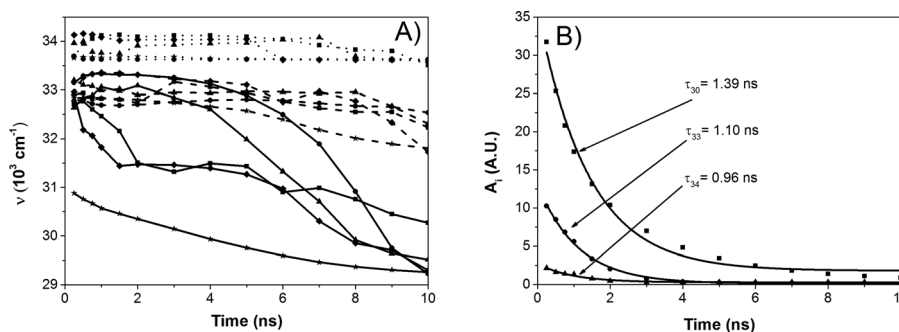 A)
ν (10³ cm⁻¹)
34
33
32
31
30
29
0 2 4 6 8 10
Time (ns)
B)
A_i (A.U.)
35
30
25
20
15
10
5
0
τ₃₀ = 1.39 ns
τ₃₃ = 1.10 ns
τ₃₄ = 0.96 ns
0 2 4 6 8 10
Time (ns)